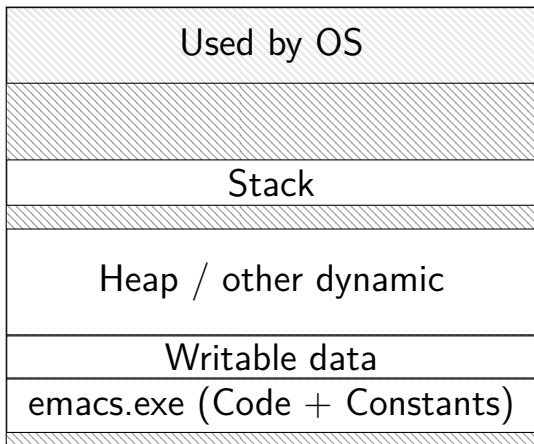 Used by OS
Stack
Heap / other dynamic
Writable data
emacs.exe (Code + Constants)